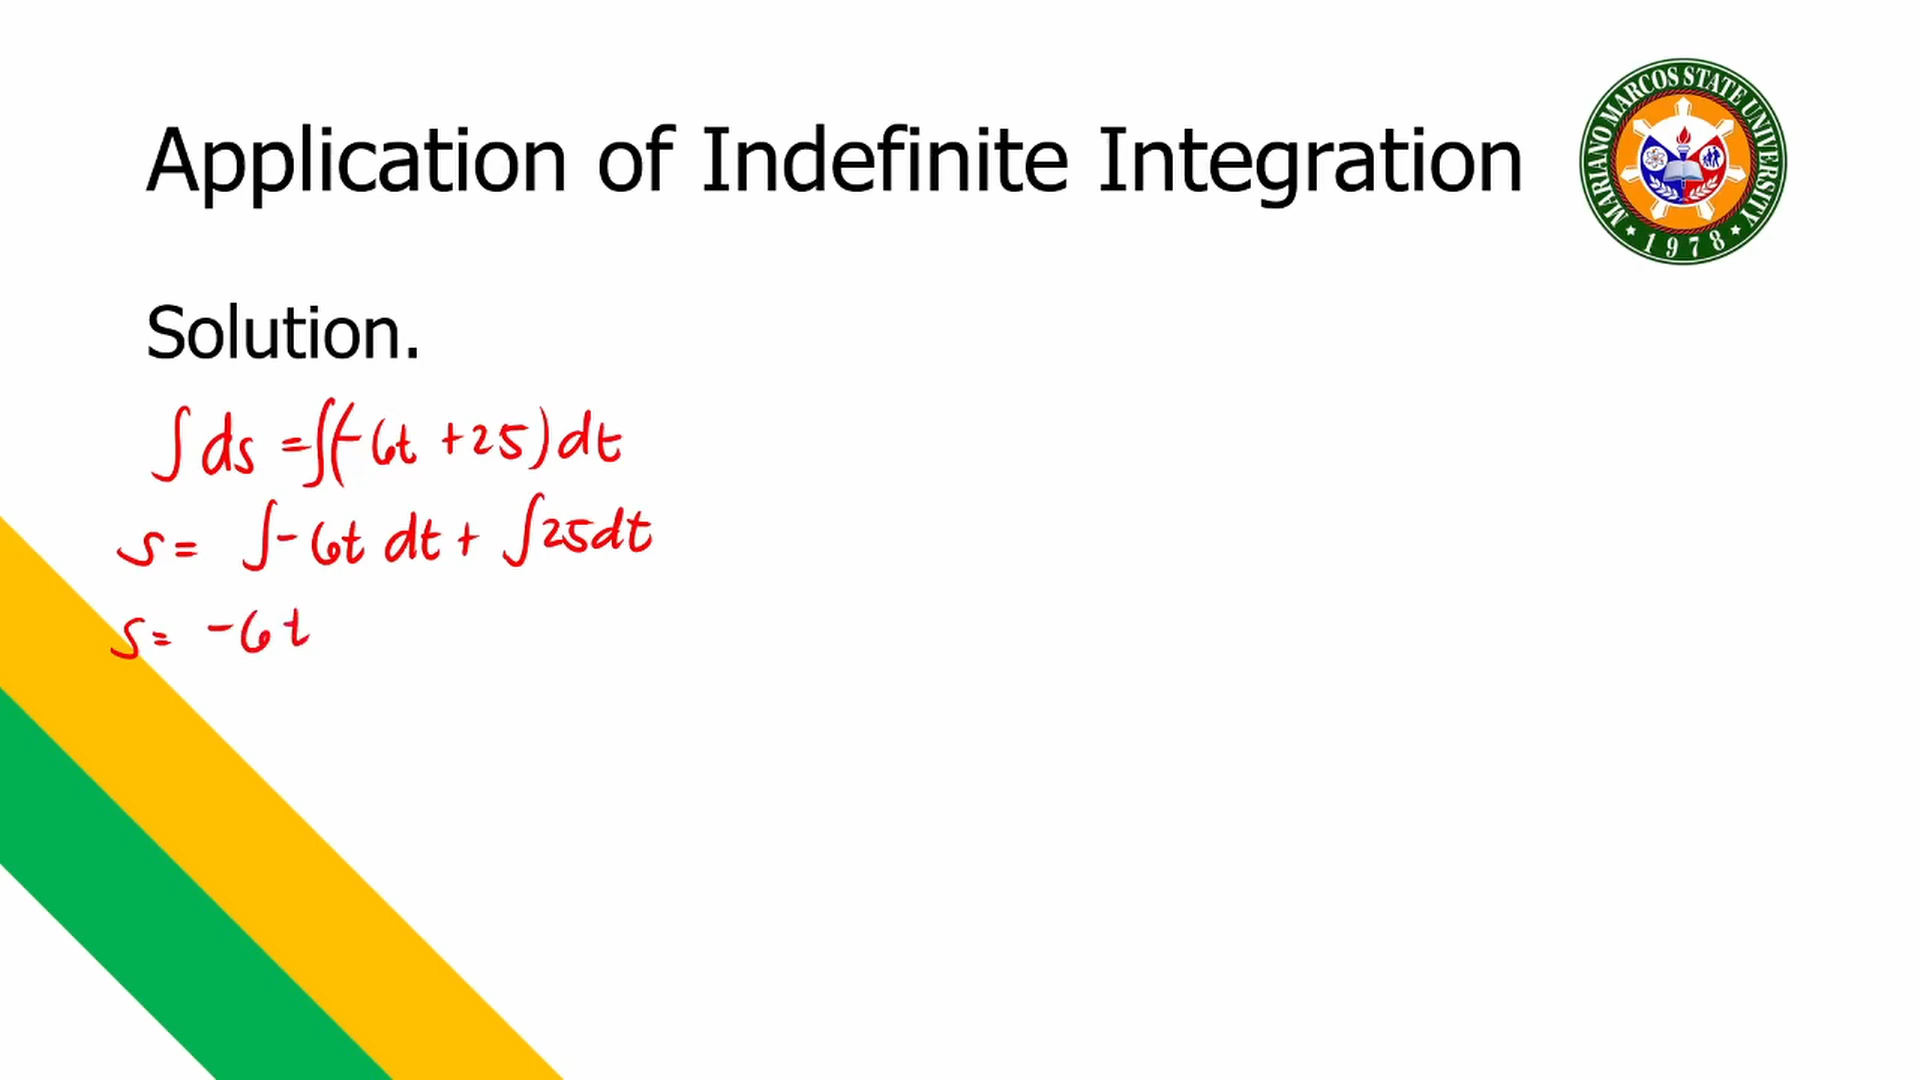 Application of Indefinite Integration
MARIANO MARCOS STATE UNIVERSITY
1978
Solution.
∫ds = ∫(-6t +25)dt
s = ∫-6t dt + ∫25dt
s = -6t